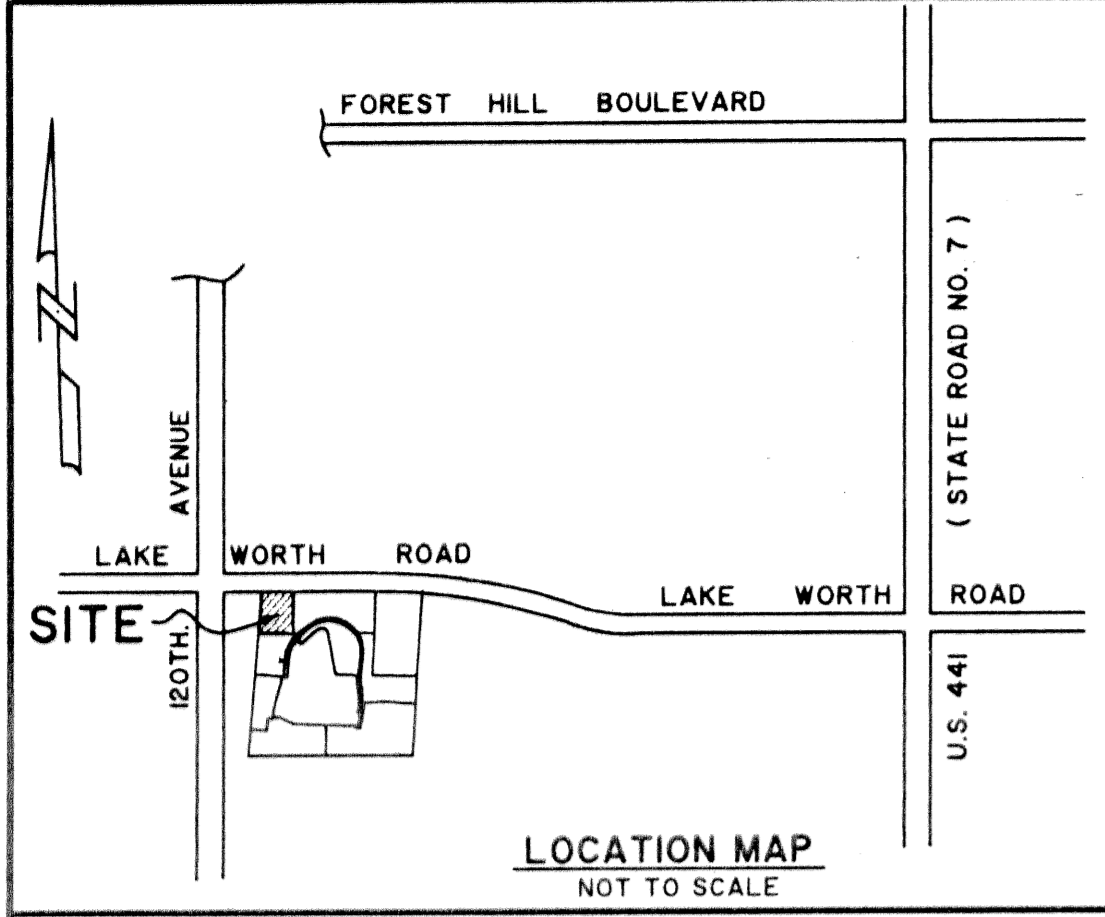 FOREST HILL BOULEVARD
N
( STATE ROAD NO. 7 )
AVENUE
LAKE WORTH ROAD
LAKE WORTH ROAD
SITE
120TH.
U.S. 441
LOCATION MAP
NOT TO SCALE